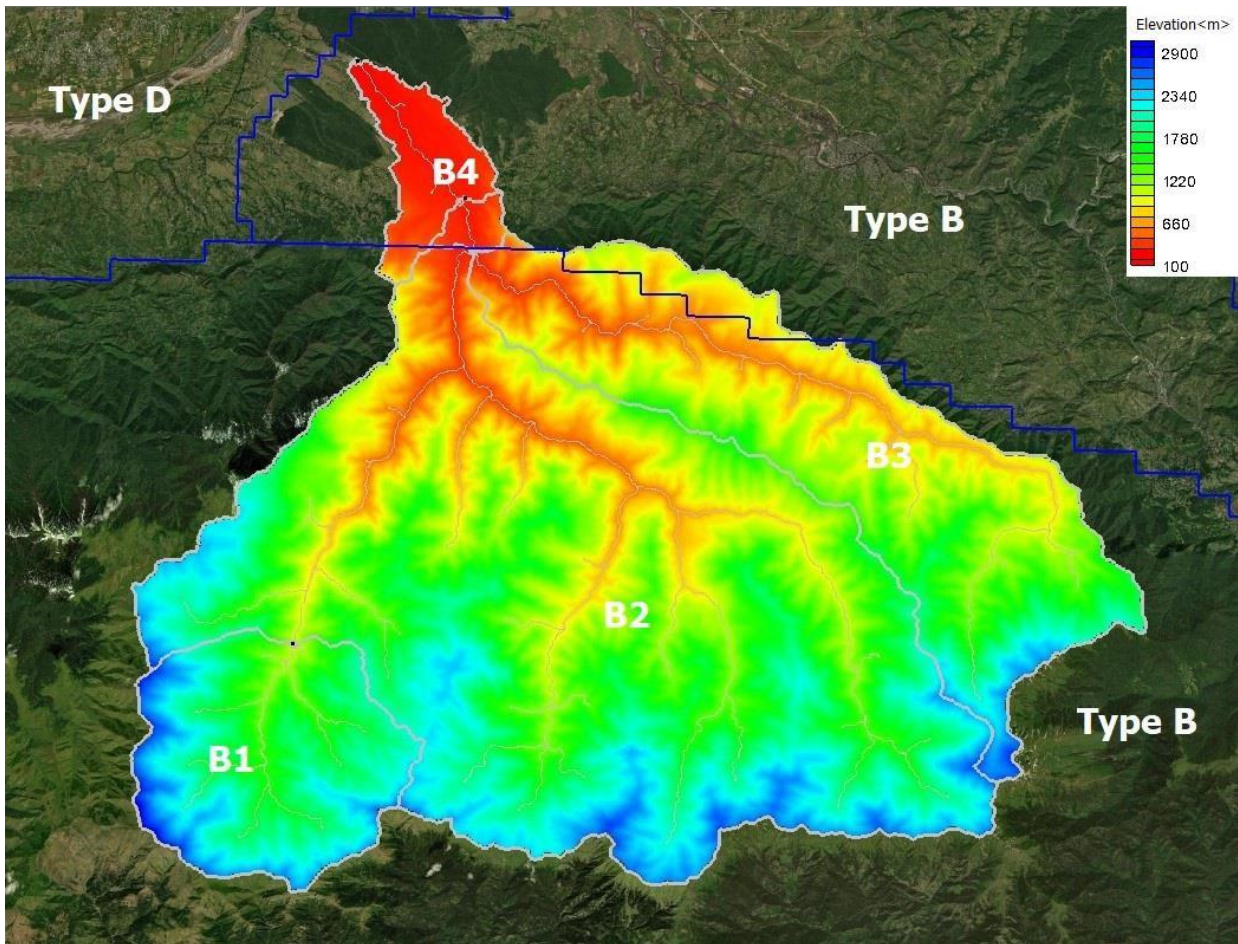 Elevation<m>
2900
2340
1780
1220
660
100
Type D
B4
Type B
B3
B2
Type B
B1